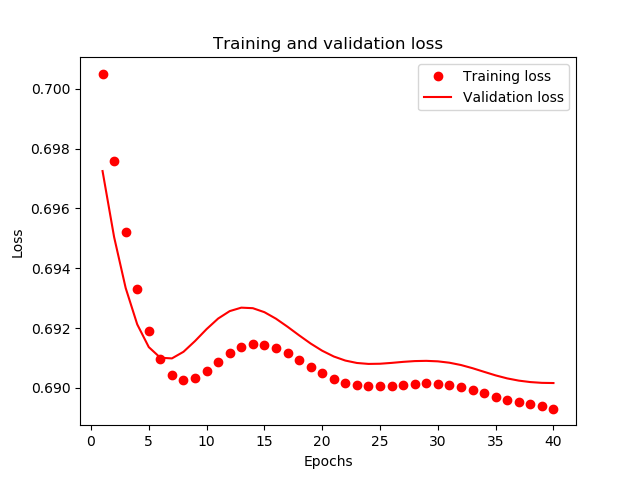 Training and validation loss
Training loss
Validation loss
0.700
0.698
0.696
0.694
0.692
0.690
Loss
0 5 10 15 20 25 30 35 40
Epochs